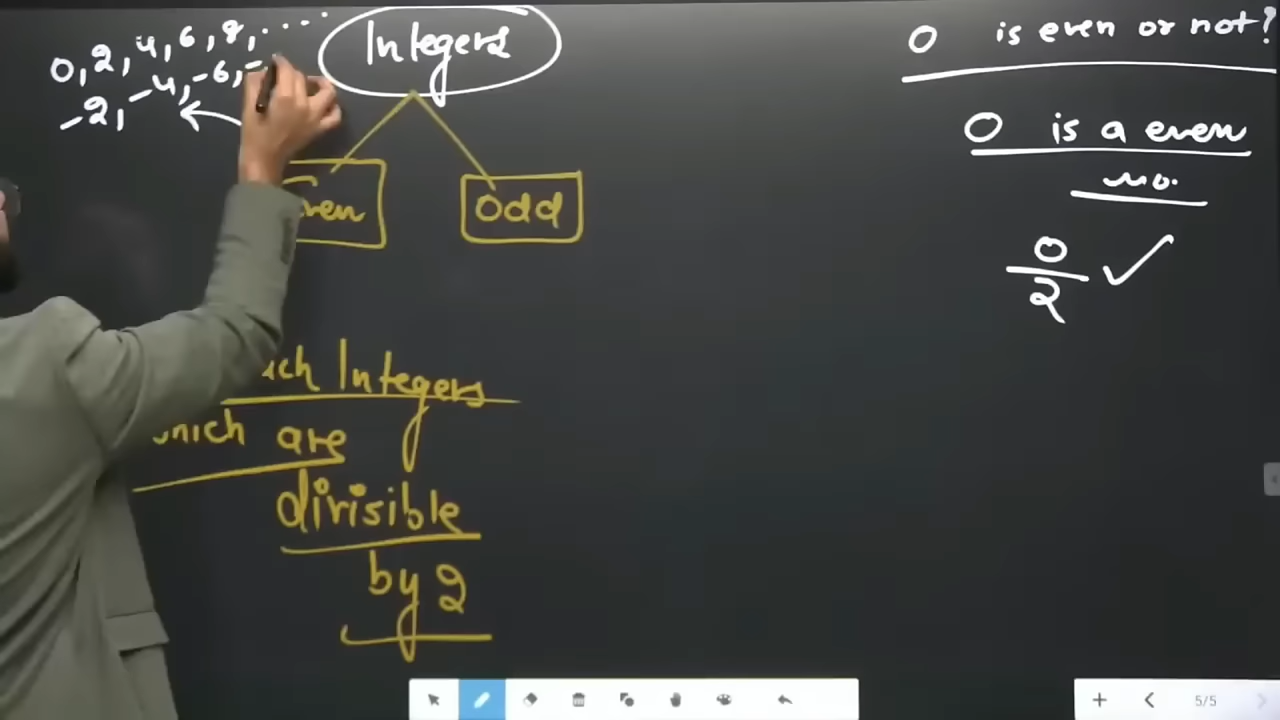 0, 2, 4, 6, 8, .....
-2, -4, -6, -
Integers
Odd
Integers
which are
divisible
by 2
0 is even or not?
0 is a even
no.
0
2
5/5